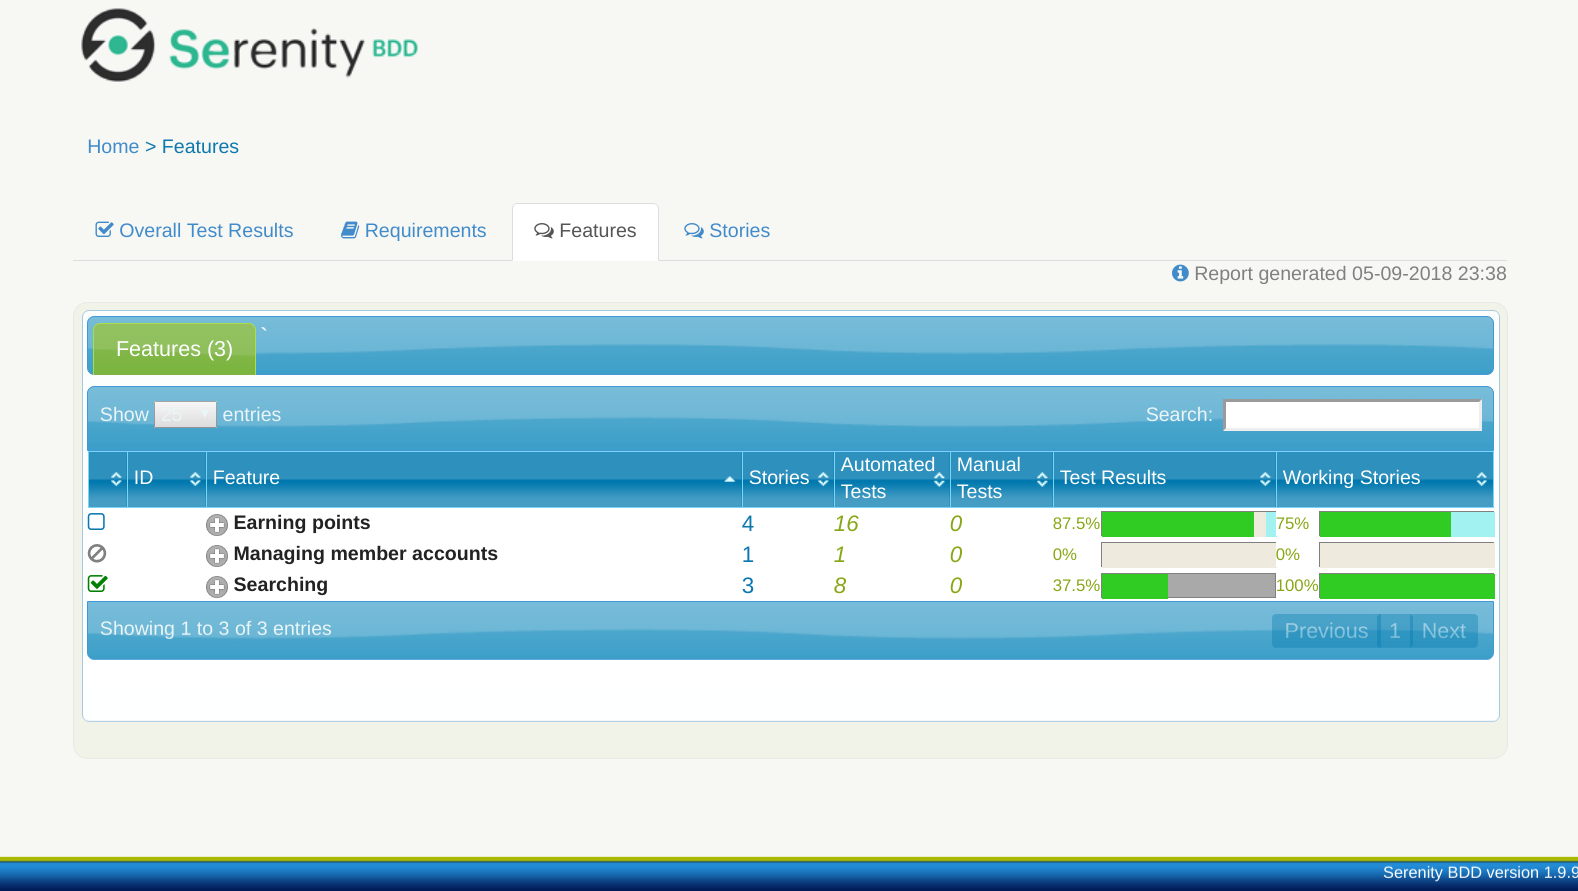 Serenity BDD
Home > Features
Overall Test Results Requirements Features Stories
Report generated 05-09-2018 23:38
Features (3) `
Show 25 entries Search:
ID Feature Stories Automated Tests Manual Tests Test Results Working Stories
Earning points 4 16 0 87.5% 75%
Managing member accounts 1 1 0 0% 0%
Searching 3 8 0 37.5% 100%
Showing 1 to 3 of 3 entries Previous 1 Next
Serenity BDD version 1.9.9